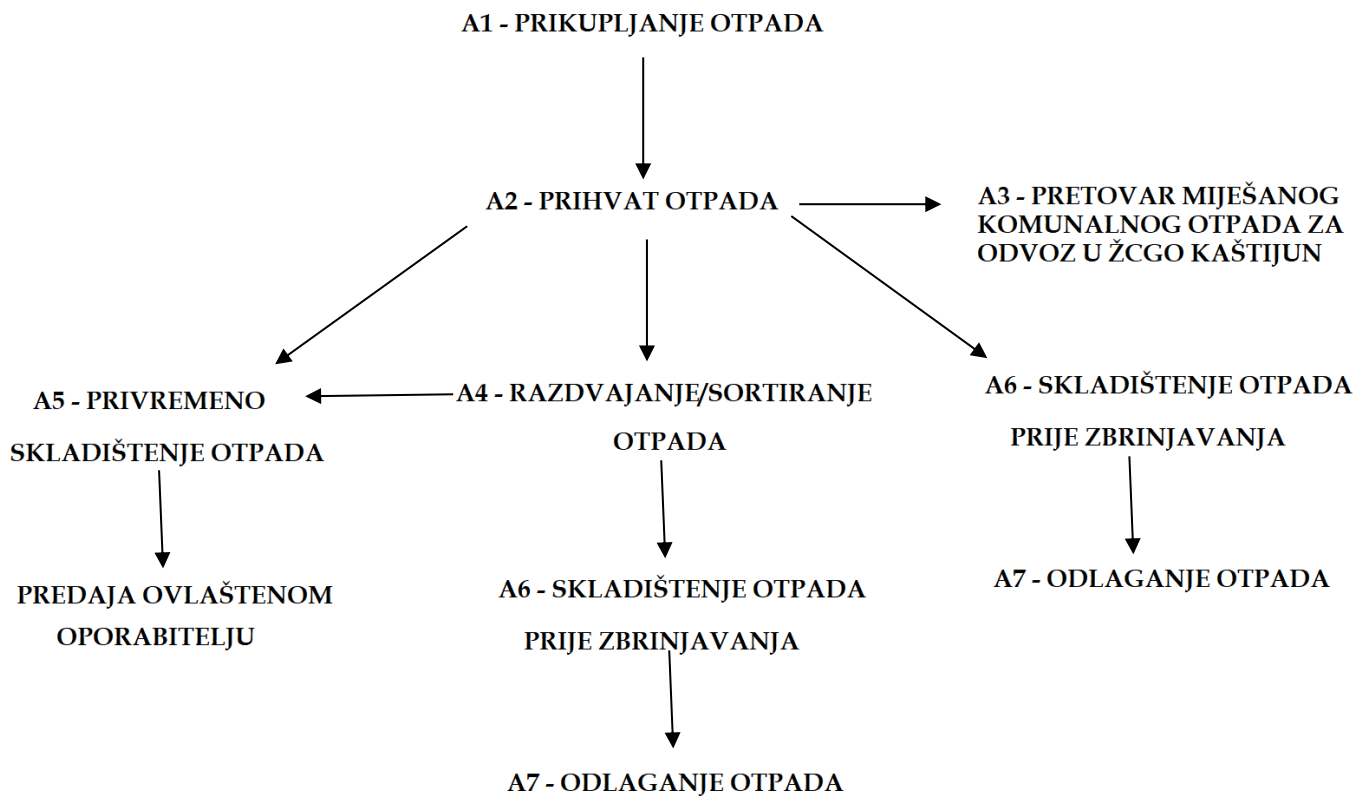 A1 - PRIKUPLJANJE OTPADA
A2 - PRIHVAT OTPADA
A3 - PRETOVAR MIJEŠANOG
KOMUNALNOG OTPADA ZA
ODVOZ U ŽCGO KAŠTIJUN
A5 - PRIVREMENO
SKLADIŠTENJE OTPADA
A4 - RAZDVAJANJE/SORTIRANJE
OTPADA
A6 - SKLADIŠTENJE OTPADA
PRIJE ZBRINJAVANJA
PREDAJA OVLAŠTENOM
OPORABITELJU
A6 - SKLADIŠTENJE OTPADA
PRIJE ZBRINJAVANJA
A7 - ODLAGANJE OTPADA
A7 - ODLAGANJE OTPADA